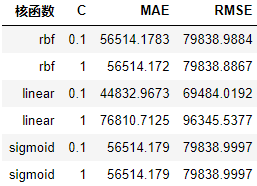 核函数 C MAE RMSE
rbf 0.1 56514.1783 79838.9884
rbf 1 56514.172 79838.8867
linear 0.1 44832.9673 69484.0192
linear 1 76810.7125 96345.5377
sigmoid 0.1 56514.179 79838.9997
sigmoid 1 56514.179 79838.9997